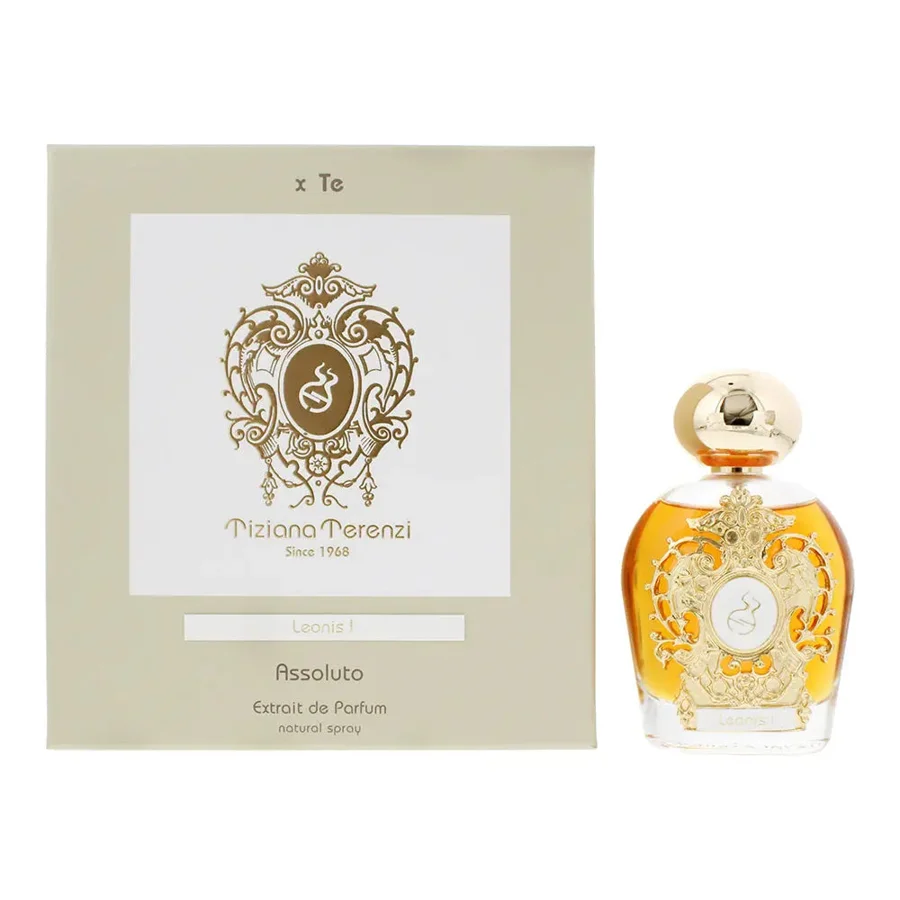 x Te
Tiziana Terenzi
Since 1968
Leonis I
Assoluto
Extrait de Parfum
natural spray
Leonis I